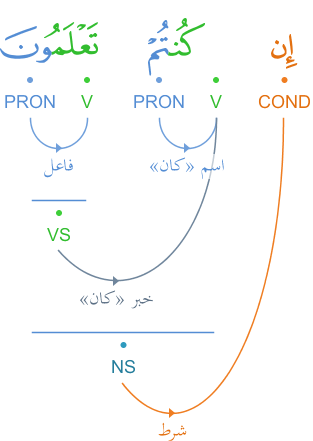 إِن كُنتُمْ تَعْلَمُونَ
COND V PRON V PRON
اسم «كان» فاعل
VS
خبر «كان»
NS
شرط